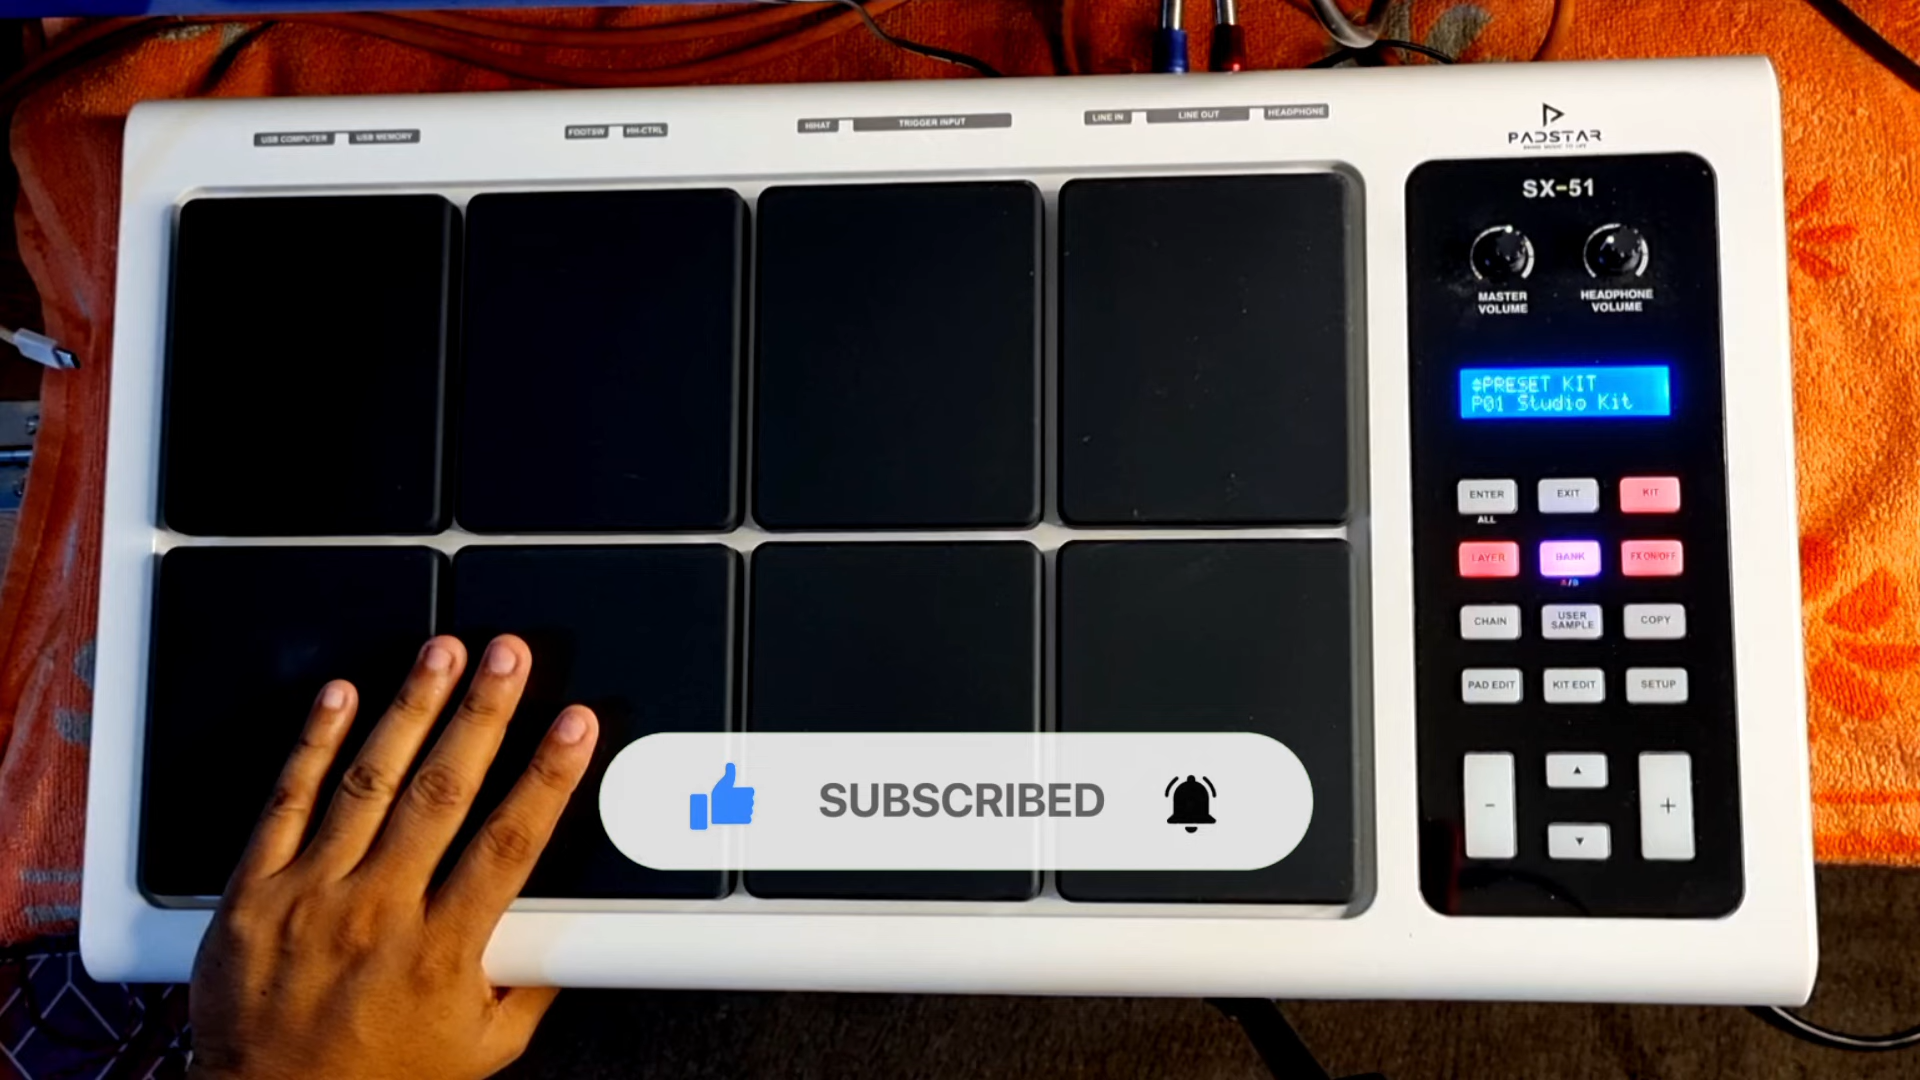 USB COMPUTER USB MEMORY
FOOTSW HH-CTRL
HIHAT TRIGGER INPUT
LINE IN LINE OUT HEADPHONE
PADSTAR
SX-51
MASTER VOLUME
HEADPHONE VOLUME
PRESET KIT
P01 Studio Kit
ENTER EXIT KIT
ALL
LAYER BANK FX ON/OFF
A/B
CHAIN USER SAMPLE COPY
PAD EDIT KIT EDIT SETUP
- +
SUBSCRIBED